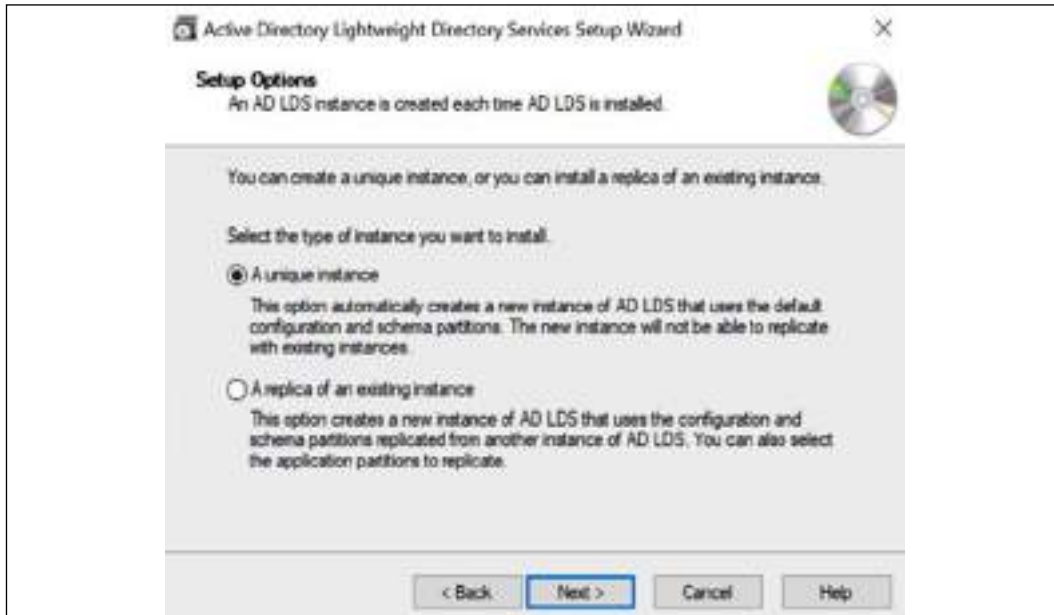 Active Directory Lightweight Directory Services Setup Wizard
Setup Options
An AD LDS instance is created each time AD LDS is installed.
You can create a unique instance, or you can install a replica of an existing instance.
Select the type of instance you want to install.
A unique instance
This option automatically creates a new instance of AD LDS that uses the default
configuration and schema partitions. The new instance will not be able to replicate
with existing instances.
A replica of an existing instance
This option creates a new instance of AD LDS that uses the configuration and
schema partitions replicated from another instance of AD LDS. You can also select
the application partitions to replicate.
< Back Next > Cancel Help